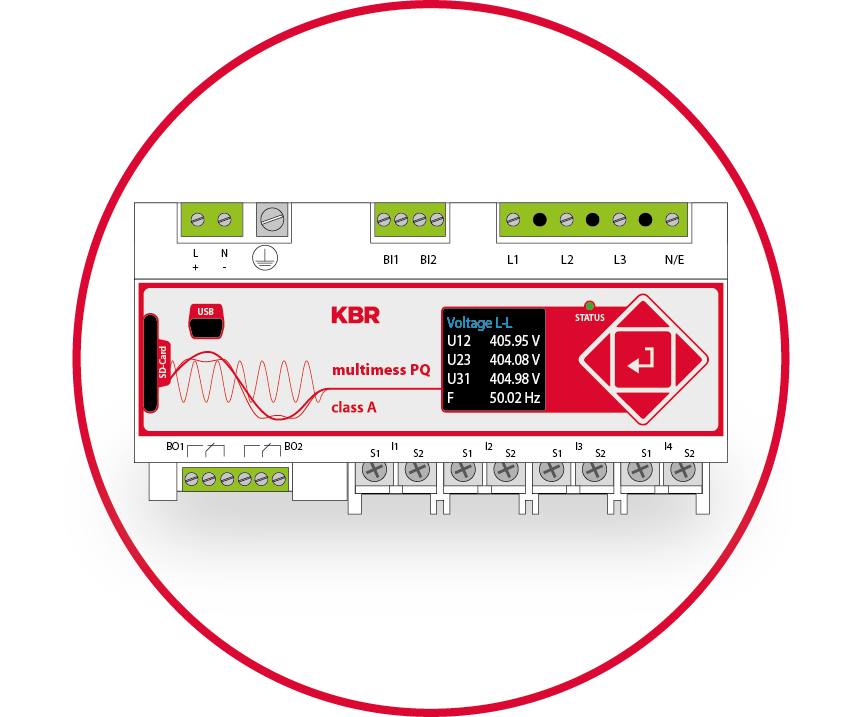 L N BI1 BI2 L1 L2 L3 N/E
+ -
USB
SD-Card
KBR
multimess PQ
class A
Voltage L-L
U12 405.95 V
U23 404.08 V
U31 404.98 V
F 50.02 Hz
STATUS
BO1 BO2 I1 I2 I3 I4
S1 S2 S1 S2 S1 S2 S1 S2